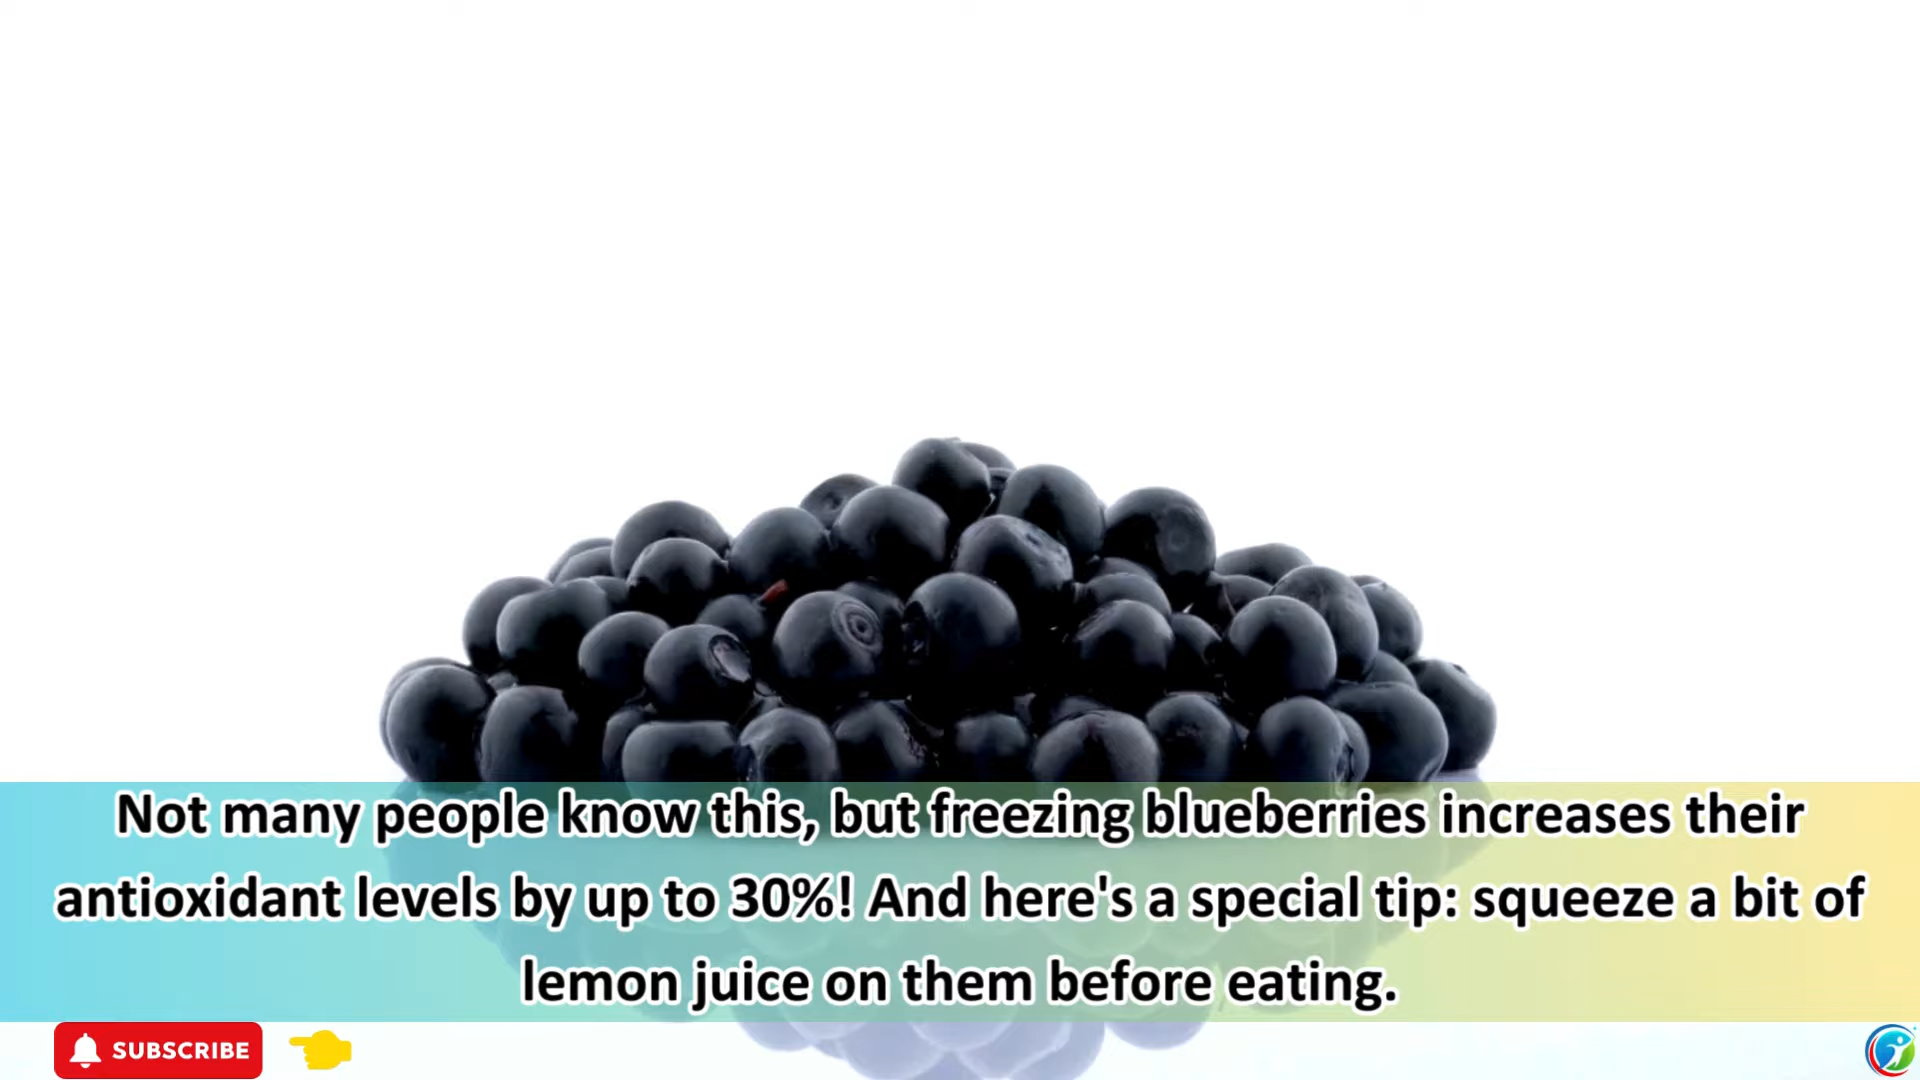 Not many people know this, but freezing blueberries increases their
antioxidant levels by up to 30%! And here's a special tip: squeeze a bit of
lemon juice on them before eating.
SUBSCRIBE